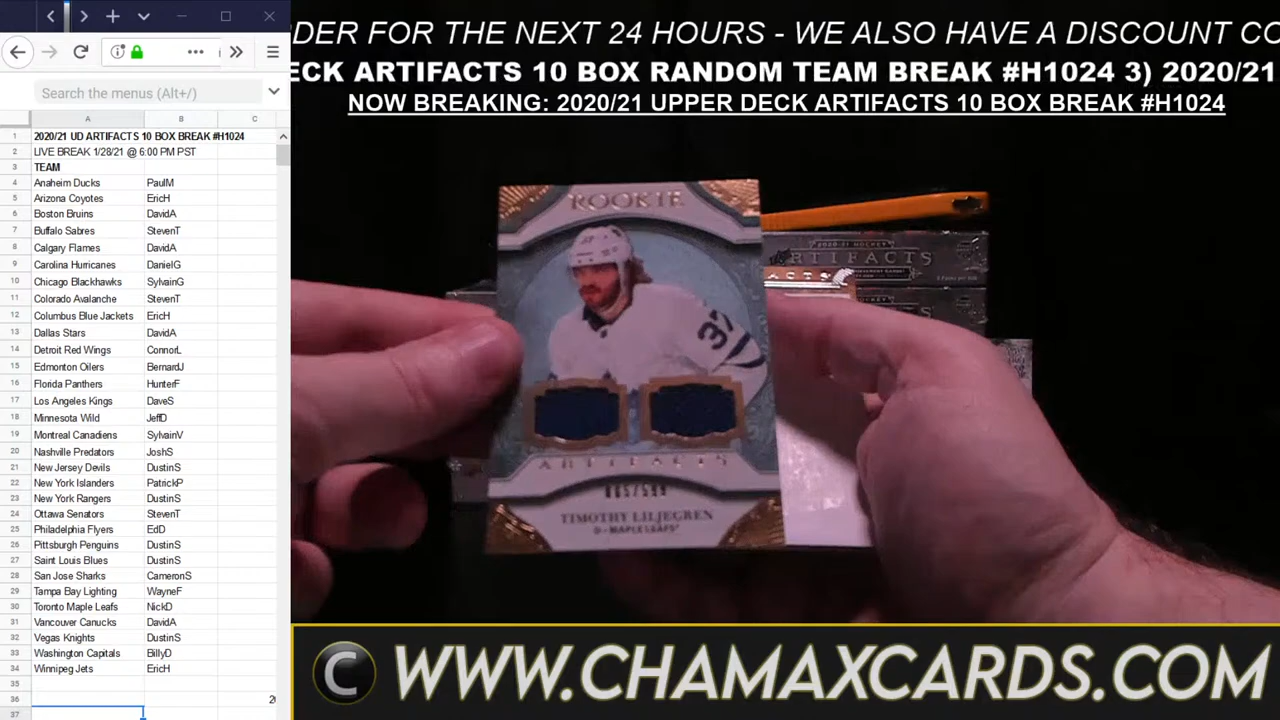 DER FOR THE NEXT 24 HOURS - WE ALSO HAVE A DISCOUNT CO
ECK ARTIFACTS 10 BOX RANDOM TEAM BREAK #H1024 3) 2020/21
NOW BREAKING: 2020/21 UPPER DECK ARTIFACTS 10 BOX BREAK #H1024
Search the menus (Alt+/)
A B C
1 2020/21 UD ARTIFACTS 10 BOX BREAK #H1024
2 LIVE BREAK 1/28/21 @ 6:00 PM PST
3 TEAM
4 Anaheim Ducks PaulM
5 Arizona Coyotes EricH
6 Boston Bruins DavidA
7 Buffalo Sabres StevenT
8 Calgary Flames DavidA
9 Carolina Hurricanes DanielG
10 Chicago Blackhawks SylvainG
11 Colorado Avalanche StevenT
12 Columbus Blue Jackets EricH
13 Dallas Stars DavidA
14 Detroit Red Wings ConnorL
15 Edmonton Oilers BernardJ
16 Florida Panthers HunterF
17 Los Angeles Kings DaveS
18 Minnesota Wild JeffD
19 Montreal Canadiens SylvainV
20 Nashville Predators JoshS
21 New Jersey Devils DustinS
22 New York Islanders PatrickP
23 New York Rangers DustinS
24 Ottawa Senators StevenT
25 Philadelphia Flyers EdD
26 Pittsburgh Penguins DustinS
27 Saint Louis Blues DustinS
28 San Jose Sharks CameronS
29 Tampa Bay Lighting WayneF
30 Toronto Maple Leafs NickD
31 Vancouver Canucks DavidA
32 Vegas Knights DustinS
33 Washington Capitals BillyD
34 Winnipeg Jets EricH
35
36
37
ROOKIE
37
ARTIFACTS
TIMOTHY LILJEGREN
D - MAPLE LEAFS
2020-21 HOCKEY
ARTIFACTS
C WWW.CHAMAXCARDS.COM